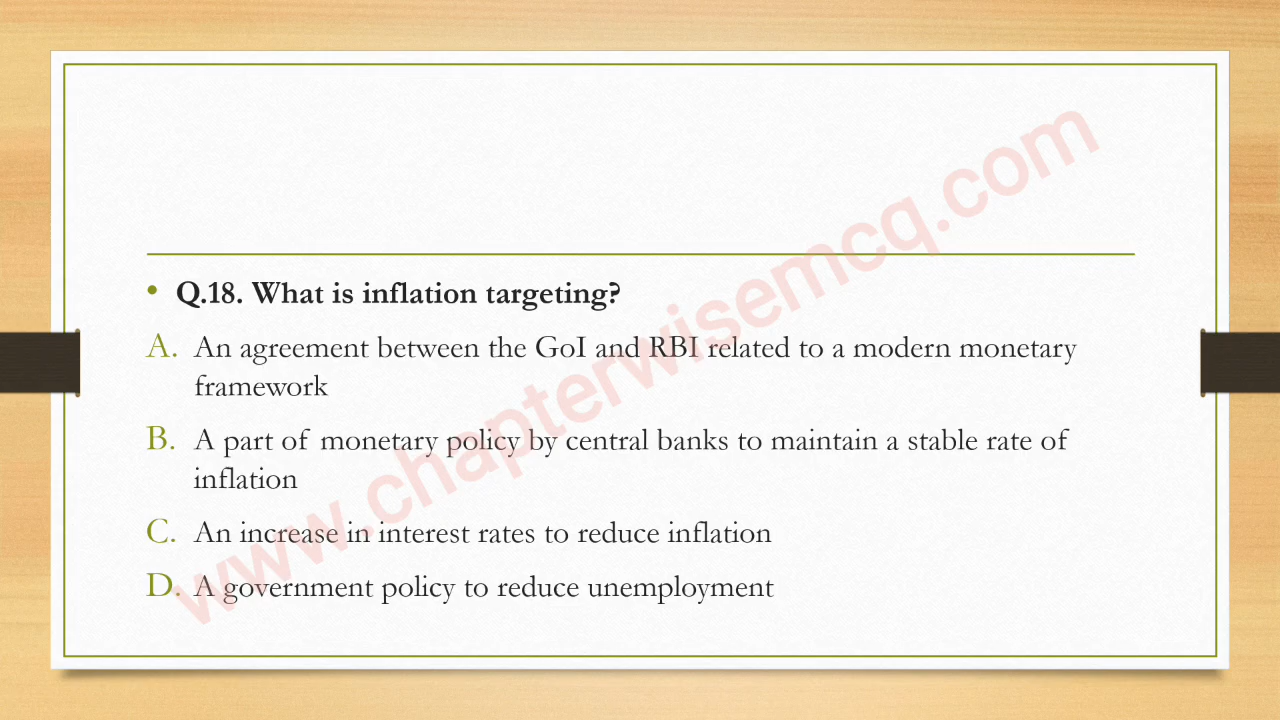 • Q.18. What is inflation targeting?
A. An agreement between the GoI and RBI related to a modern monetary
framework
B. A part of monetary policy by central banks to maintain a stable rate of
inflation
C. An increase in interest rates to reduce inflation
D. A government policy to reduce unemployment
www.chapterwisemcq.com